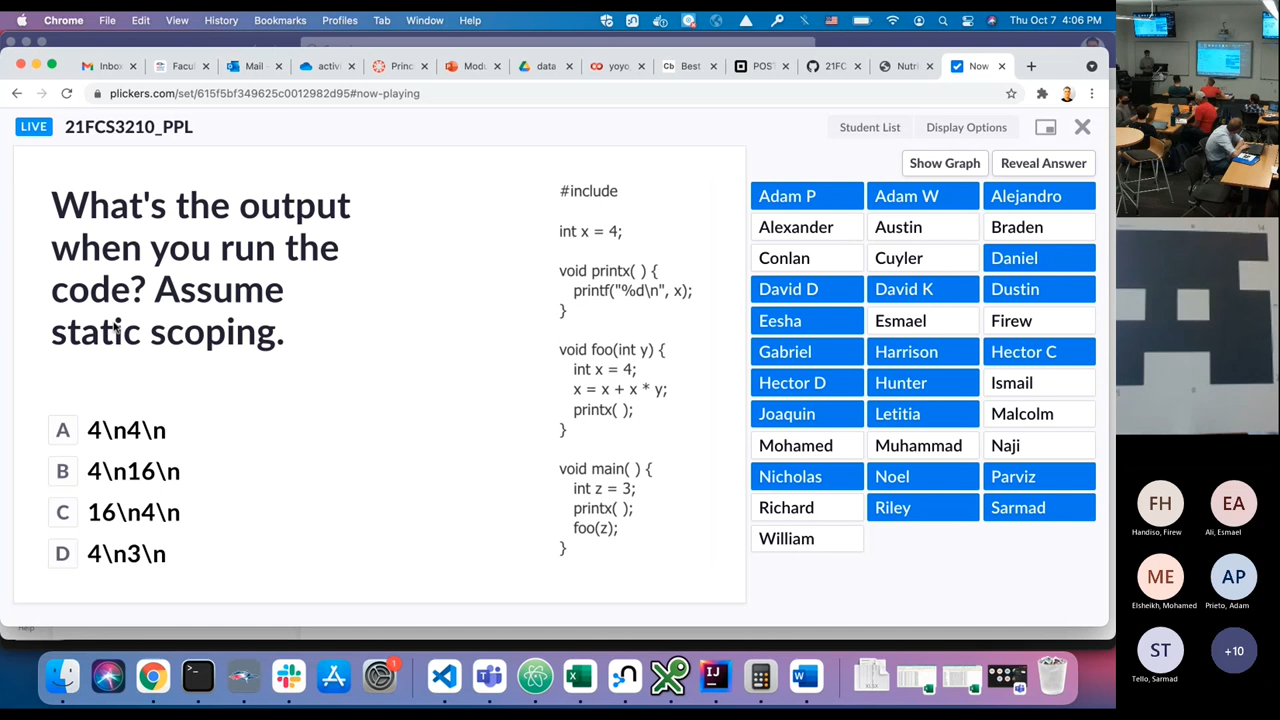 Chrome File Edit View History Bookmarks Profiles Tab Window Help Thu Oct 7 4:06 PM
Inbo Facul Mail activ Princ Modu data yoyo Best POST 21FC Nutri Now
plickers.com/set/615f5bf349625c0012982d95#now-playing
LIVE 21FCS3210_PPL Student List Display Options
Show Graph Reveal Answer
What's the output
when you run the
code? Assume
static scoping.
A 4\n4\n
B 4\n16\n
C 16\n4\n
D 4\n3\n
#include
int x = 4;
void printx( ) {
printf("%d\n", x);
}
void foo(int y) {
int x = 4;
x = x + x * y;
printx( );
}
void main( ) {
int z = 3;
printx( );
foo(z);
}
Adam P Adam W Alejandro
Alexander Austin Braden
Conlan Cuyler Daniel
David D David K Dustin
Eesha Esmael Firew
Gabriel Harrison Hector C
Hector D Hunter Ismail
Joaquin Letitia Malcolm
Mohamed Muhammad Naji
Nicholas Noel Parviz
Richard Riley Sarmad
William
Help
FH EA
Handiso, Firew Ali, Esmael
ME AP
Elsheikh, Mohamed Prieto, Adam
ST +10
Tello, Sarmad
1